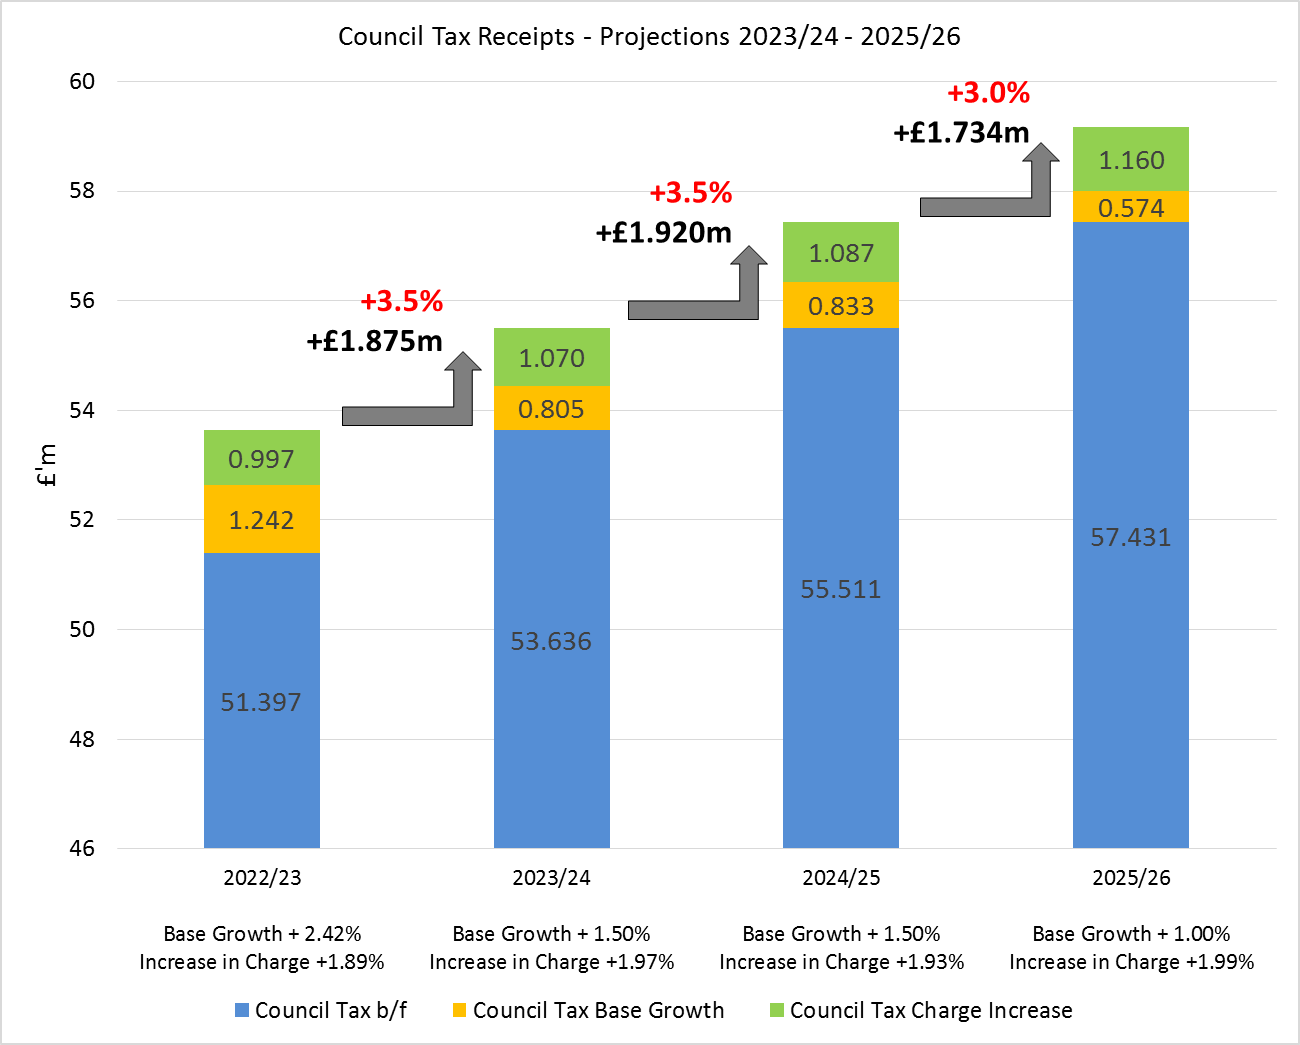 Council Tax Receipts - Projections 2023/24 - 2025/26
60
58
56
54
52
50
48
46
£'m
+3.5%
+£1.875m
+3.5%
+£1.920m
+3.0%
+£1.734m
0.997
1.242
51.397
1.070
0.805
53.636
1.087
0.833
55.511
1.160
0.574
57.431
2022/23
2023/24
2024/25
2025/26
Base Growth + 2.42%
Increase in Charge +1.89%
Base Growth + 1.50%
Increase in Charge +1.97%
Base Growth + 1.50%
Increase in Charge +1.93%
Base Growth + 1.00%
Increase in Charge +1.99%
Council Tax b/f
Council Tax Base Growth
Council Tax Charge Increase